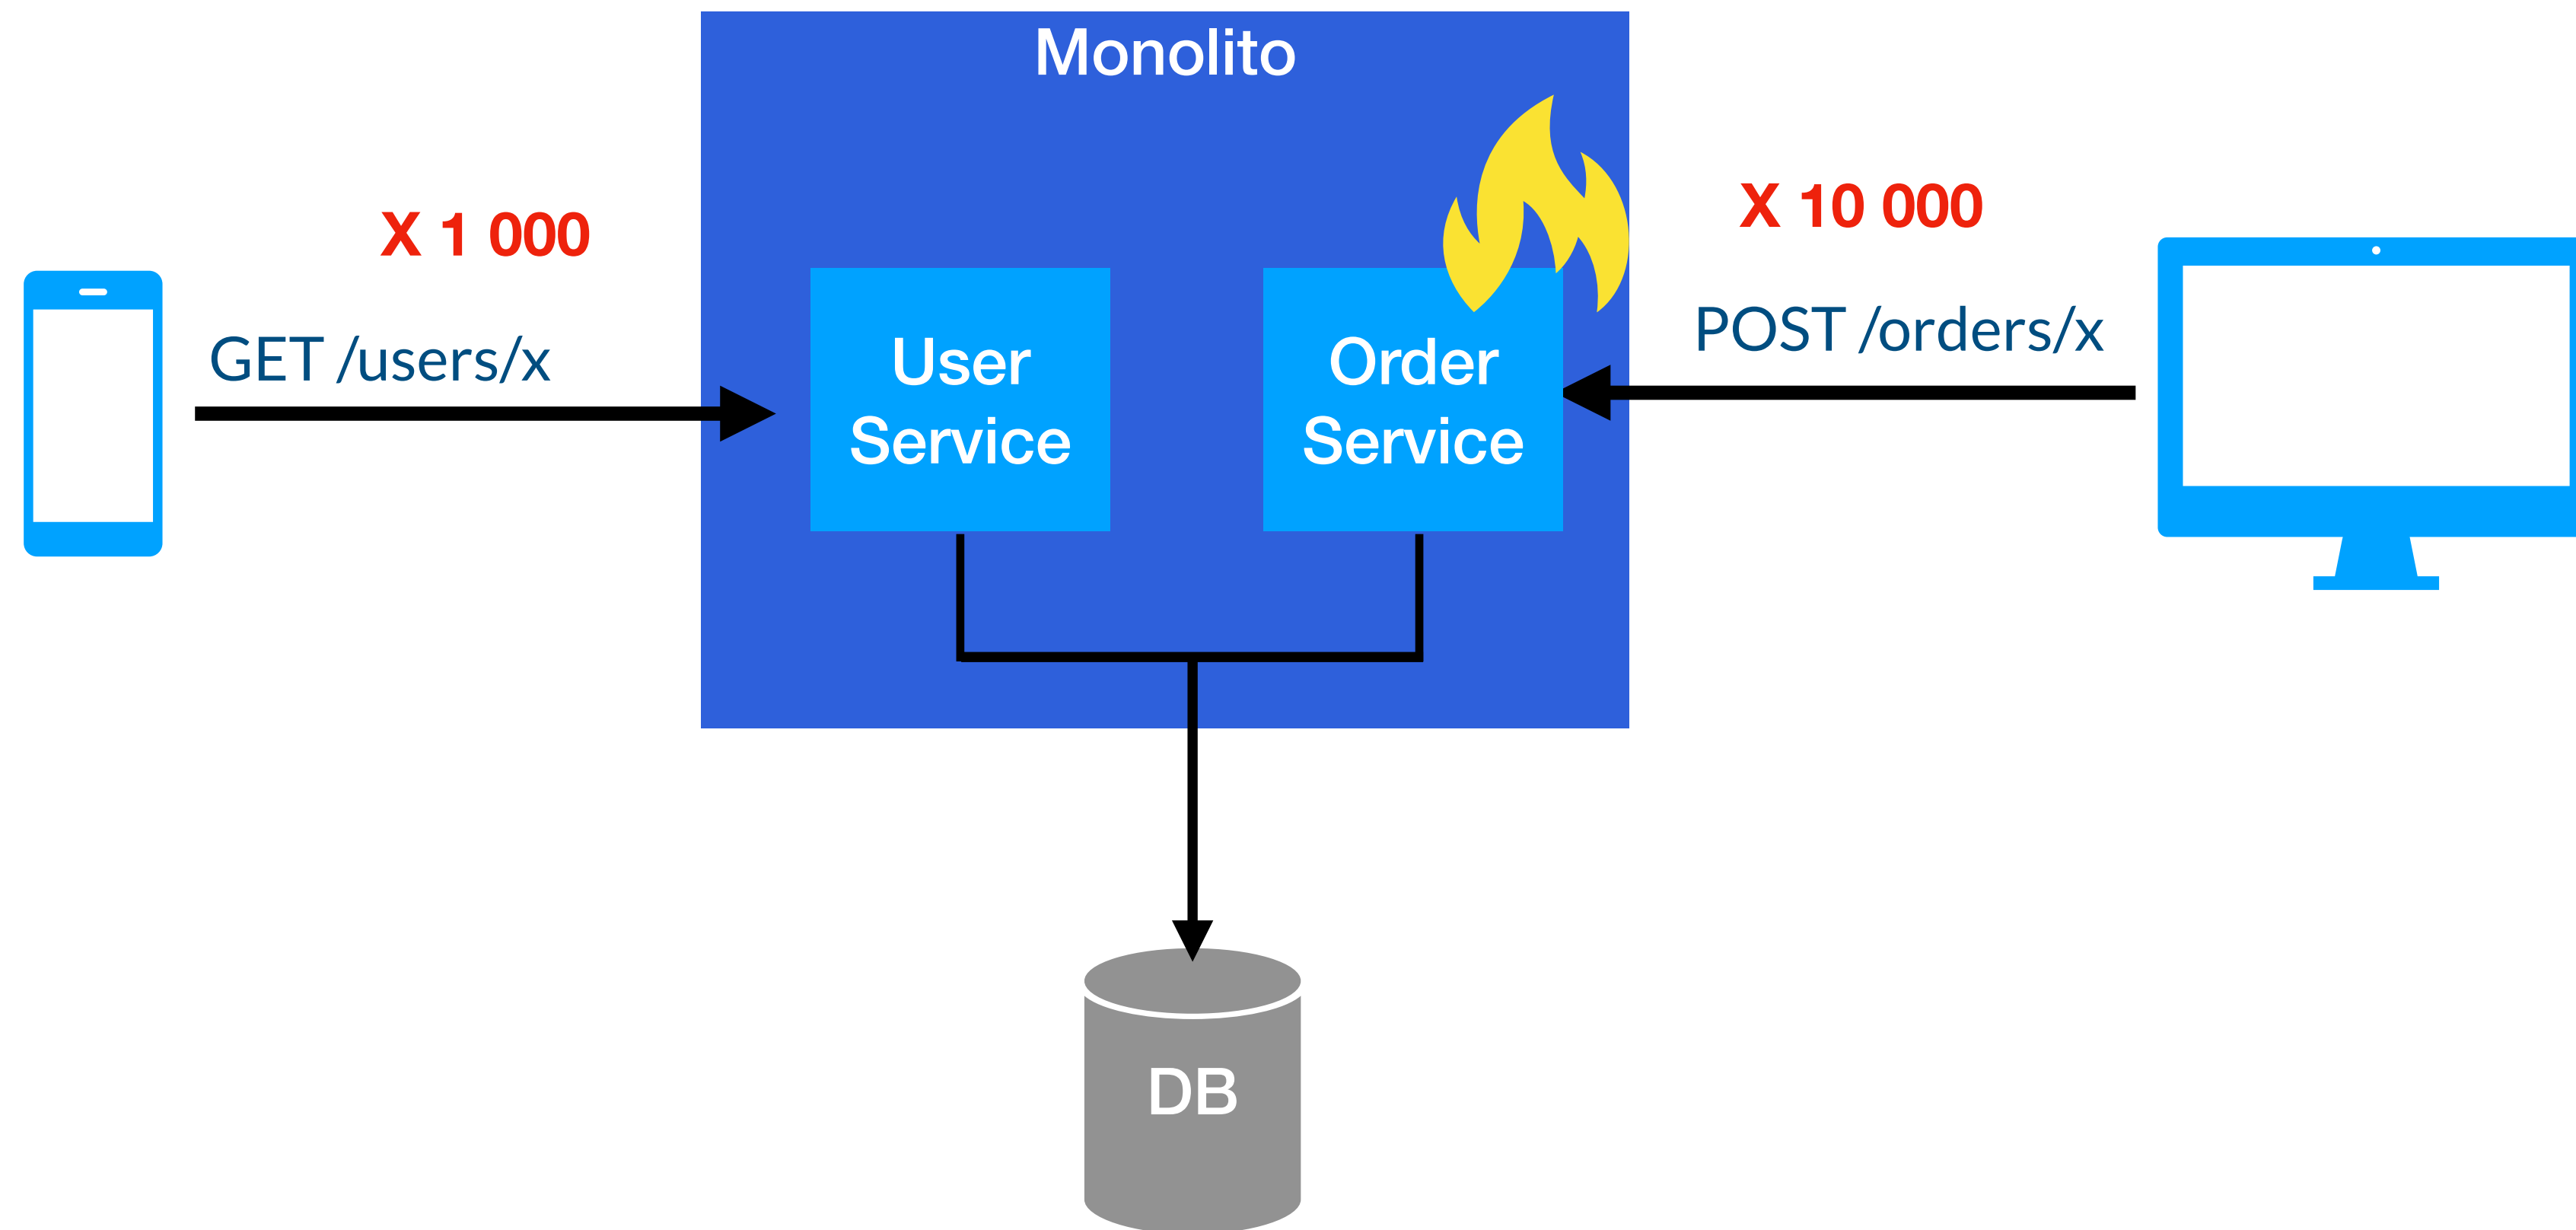 Monolito
X 1 000
X 10 000
GET /users/x
POST /orders/x
User
Service
Order
Service
DB